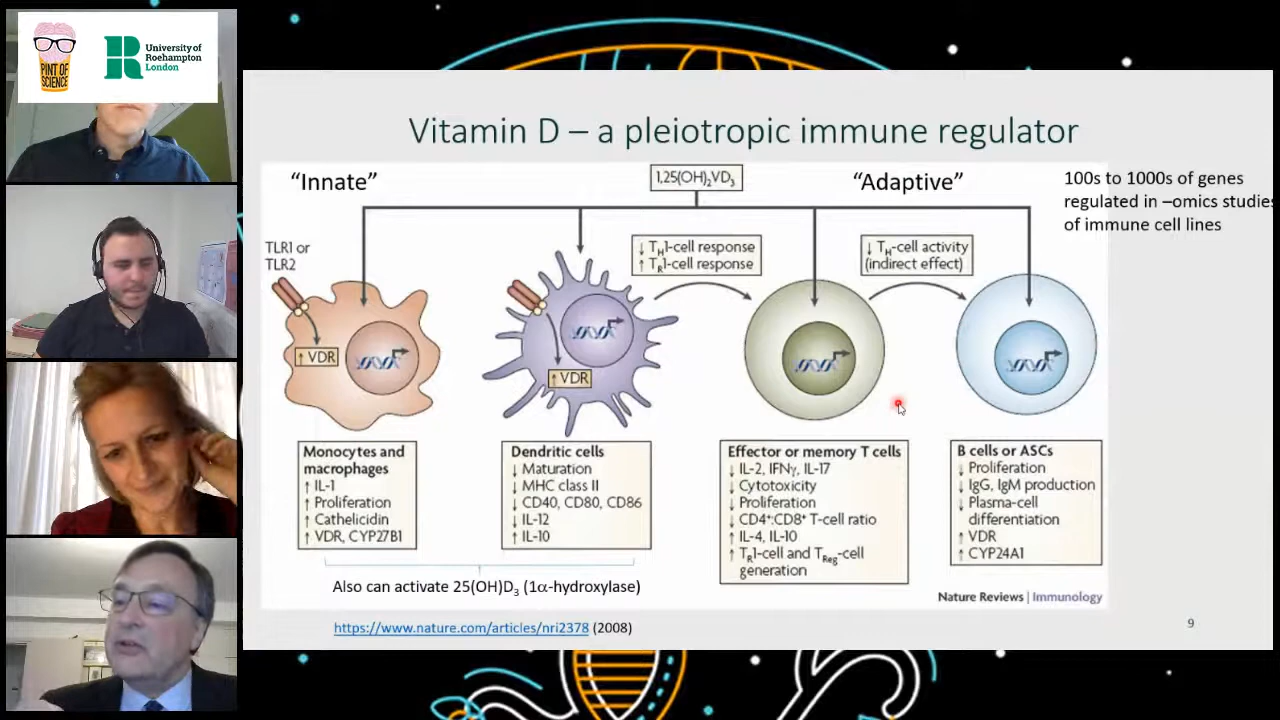 PINT OF
SCIENCE
University of
Roehampton
London
Vitamin D – a pleiotropic immune regulator
"Innate"
1,25(OH)₂VD₃
"Adaptive"
100s to 1000s of genes
regulated in –omics studies
of immune cell lines
TLR1 or
TLR2
↓ T_H1-cell response
↑ T_R1-cell response
↓ T_H-cell activity
(indirect effect)
↑ VDR
↑ VDR
Monocytes and
macrophages
↑ IL-1
↑ Proliferation
↑ Cathelicidin
↑ VDR, CYP27B1
Dendritic cells
↓ Maturation
↓ MHC class II
↓ CD40, CD80, CD86
↓ IL-12
↑ IL-10
Effector or memory T cells
↓ IL-2, IFNγ, IL-17
↓ Cytotoxicity
↓ Proliferation
↓ CD4⁺:CD8⁺ T-cell ratio
↑ IL-4, IL-10
↑ T_R1-cell and T_Reg-cell
generation
B cells or ASCs
↓ Proliferation
↓ IgG, IgM production
↓ Plasma-cell
differentiation
↑ VDR
↑ CYP24A1
Also can activate 25(OH)D₃ (1α-hydroxylase)
Nature Reviews | Immunology
https://www.nature.com/articles/nri2378 (2008)
9